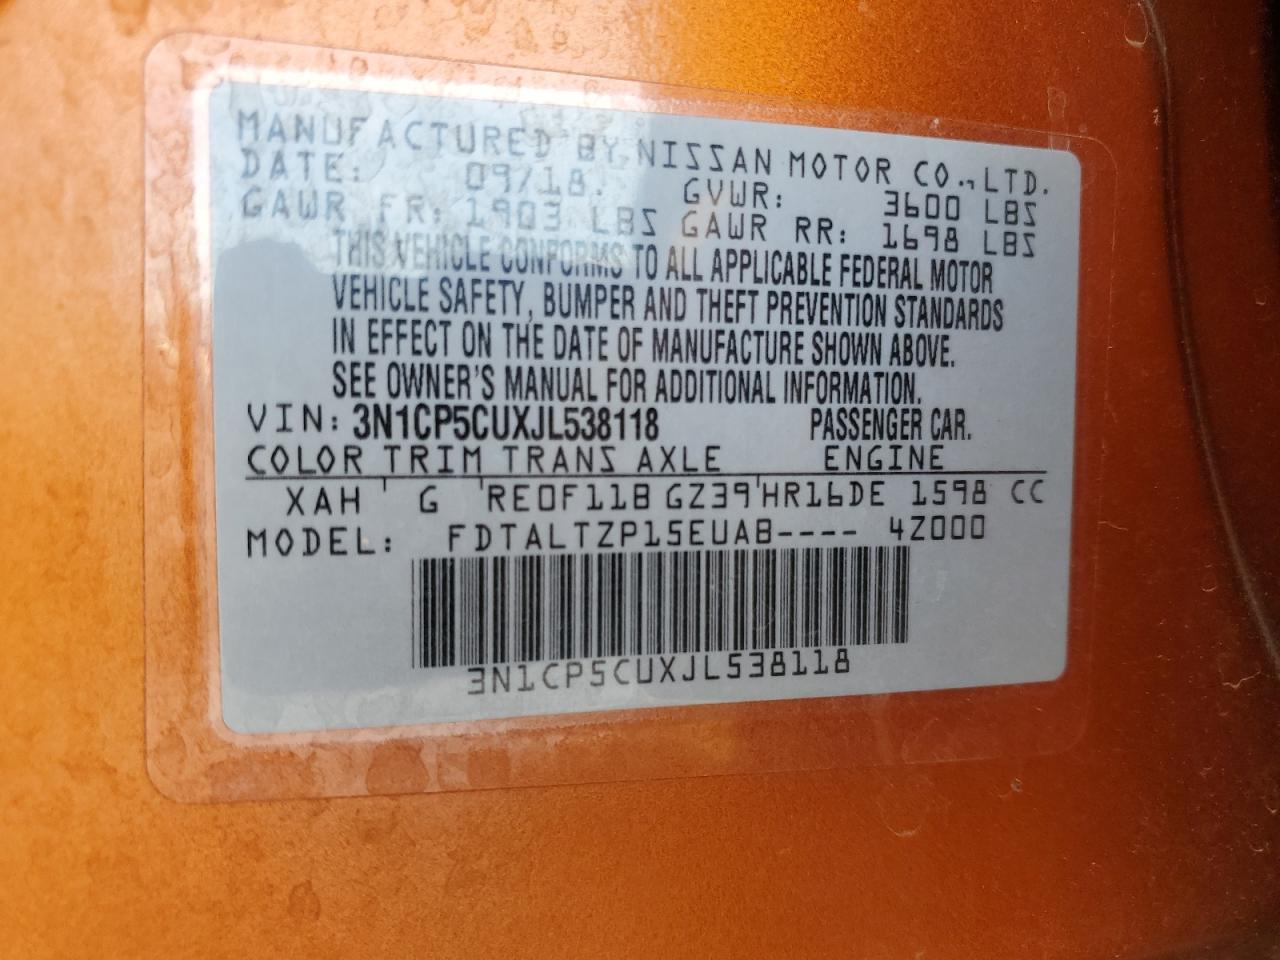 MANUFACTURED BY NISSAN MOTOR CO., LTD.
DATE: 09/18. GVWR: 3600 LBS
GAWR FR: 1903 LBS GAWR RR: 1698 LBS
THIS VEHICLE CONFORMS TO ALL APPLICABLE FEDERAL MOTOR
VEHICLE SAFETY, BUMPER AND THEFT PREVENTION STANDARDS
IN EFFECT ON THE DATE OF MANUFACTURE SHOWN ABOVE.
SEE OWNER'S MANUAL FOR ADDITIONAL INFORMATION.
VIN: 3N1CP5CUXJL538118 PASSENGER CAR.
COLOR TRIM TRANS AXLE ENGINE
XAH G RE0F11B GZ39 HR16DE 1598 CC
MODEL: FDTALTZP15EUAB---- 4Z000
3N1CP5CUXJL538118